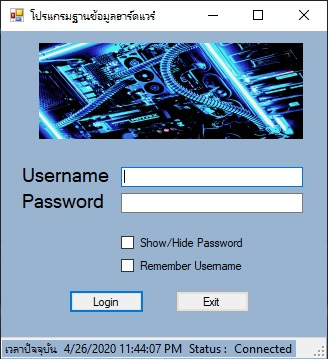 โปรแกรมฐานข้อมูลฮาร์ดแวร์
Username
Password
Show/Hide Password
Remember Username
Login Exit
เวลาปัจจุบัน 4/26/2020 11:44:07 PM Status : Connected